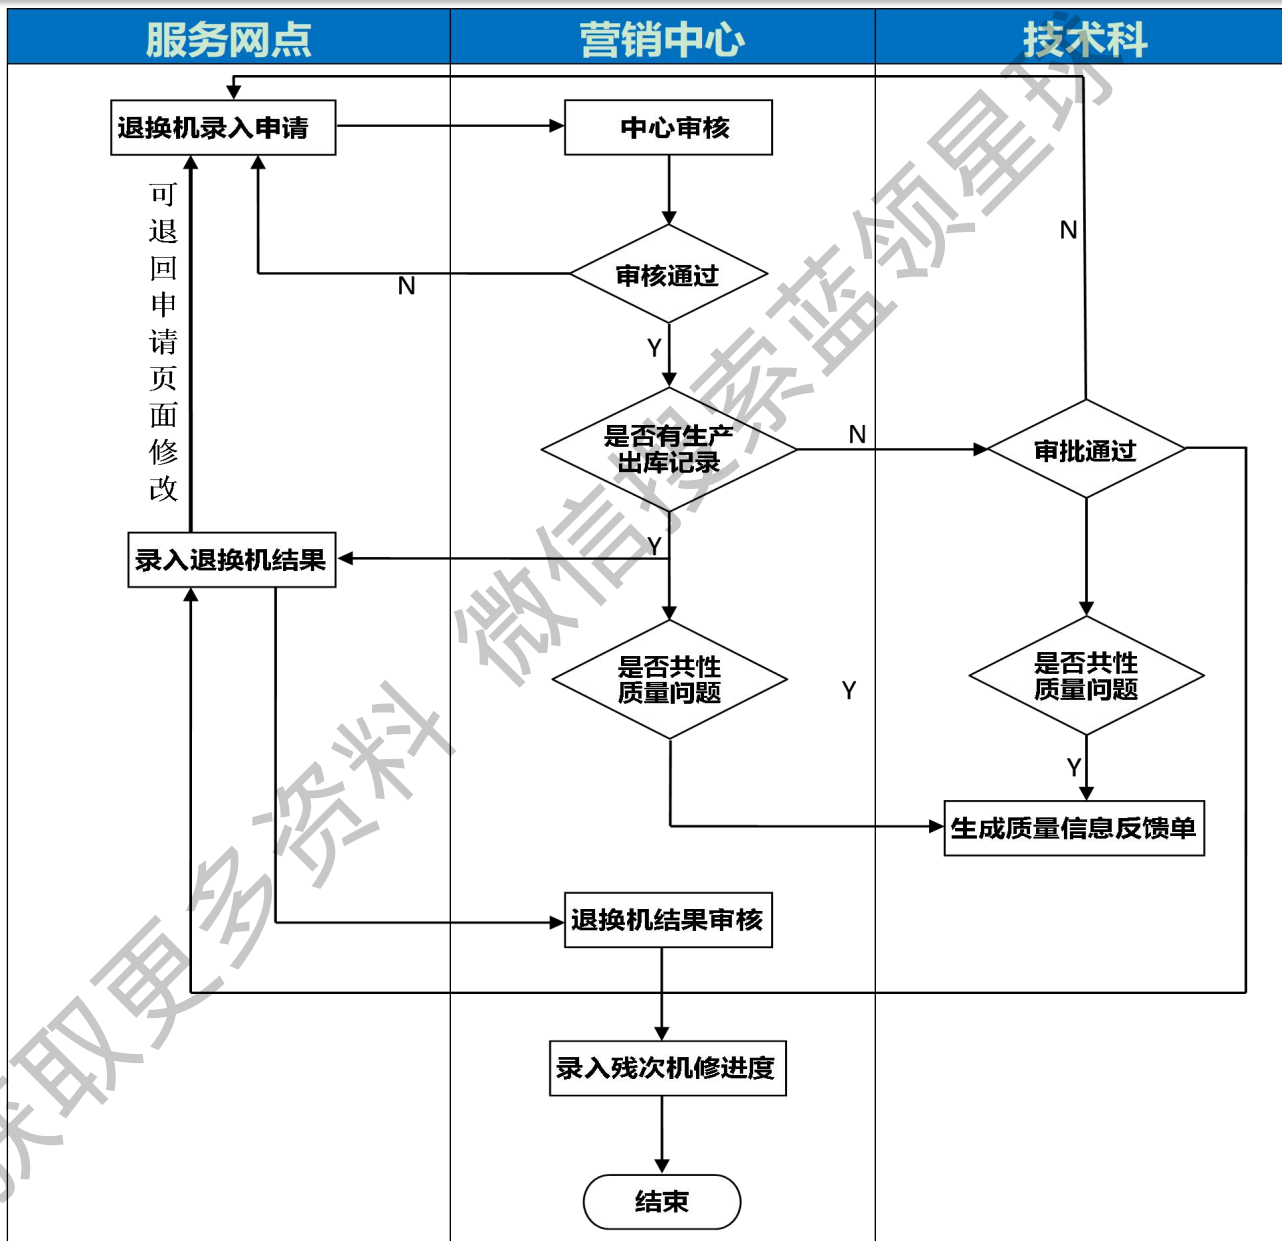 服务网点
营销中心
技术科
退换机录入申请
中心审核
可退回申请页面修改
N
审核通过
N
Y
是否有生产
出库记录
N
审批通过
Y
录入退换机结果
是否共性
质量问题
Y
是否共性
质量问题
Y
生成质量信息反馈单
退换机结果审核
录入残次机修进度
结束
获取更多资料 微信搜索蓝领星球